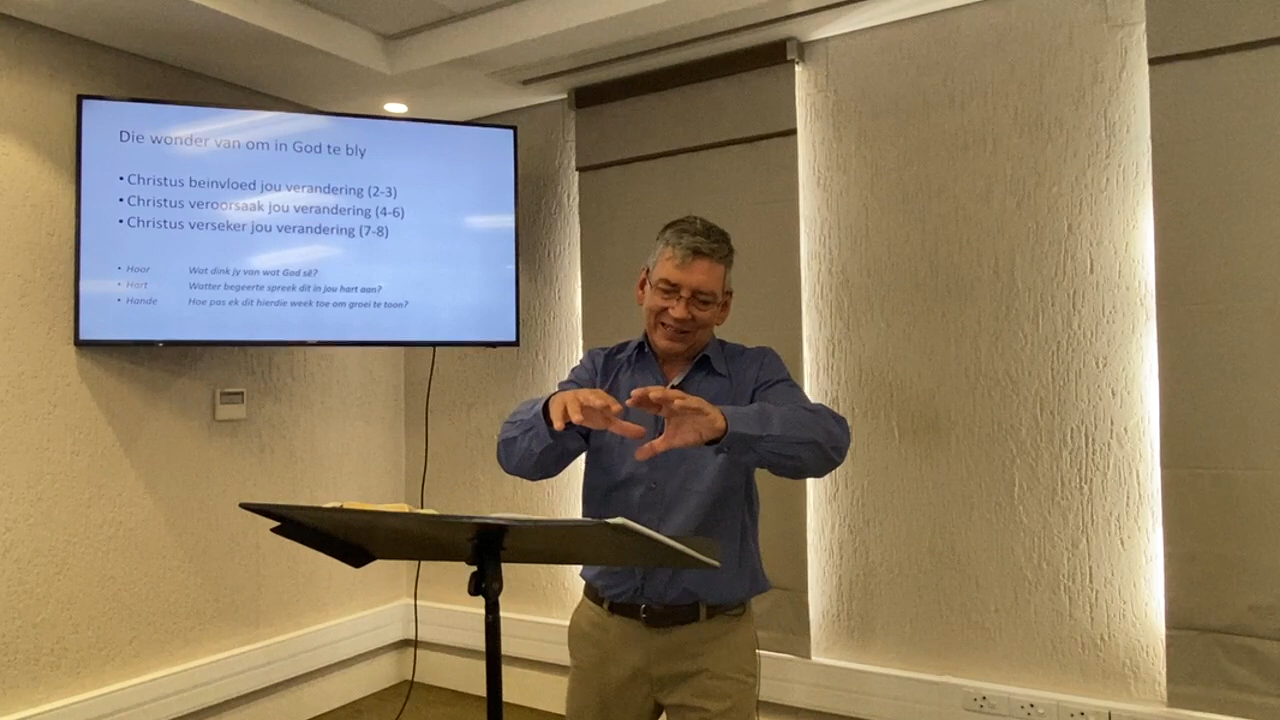 Die wonder van om in God te bly
• Christus beïnvloed jou verandering (2-3)
• Christus veroorsaak jou verandering (4-6)
• Christus verseker jou verandering (7-8)
• Hoor Wat dink jy van wat God sê?
• Hart Watter begeerte spreek dit in jou hart aan?
• Hande Hoe pas ek dit hierdie week toe om groei te toon?